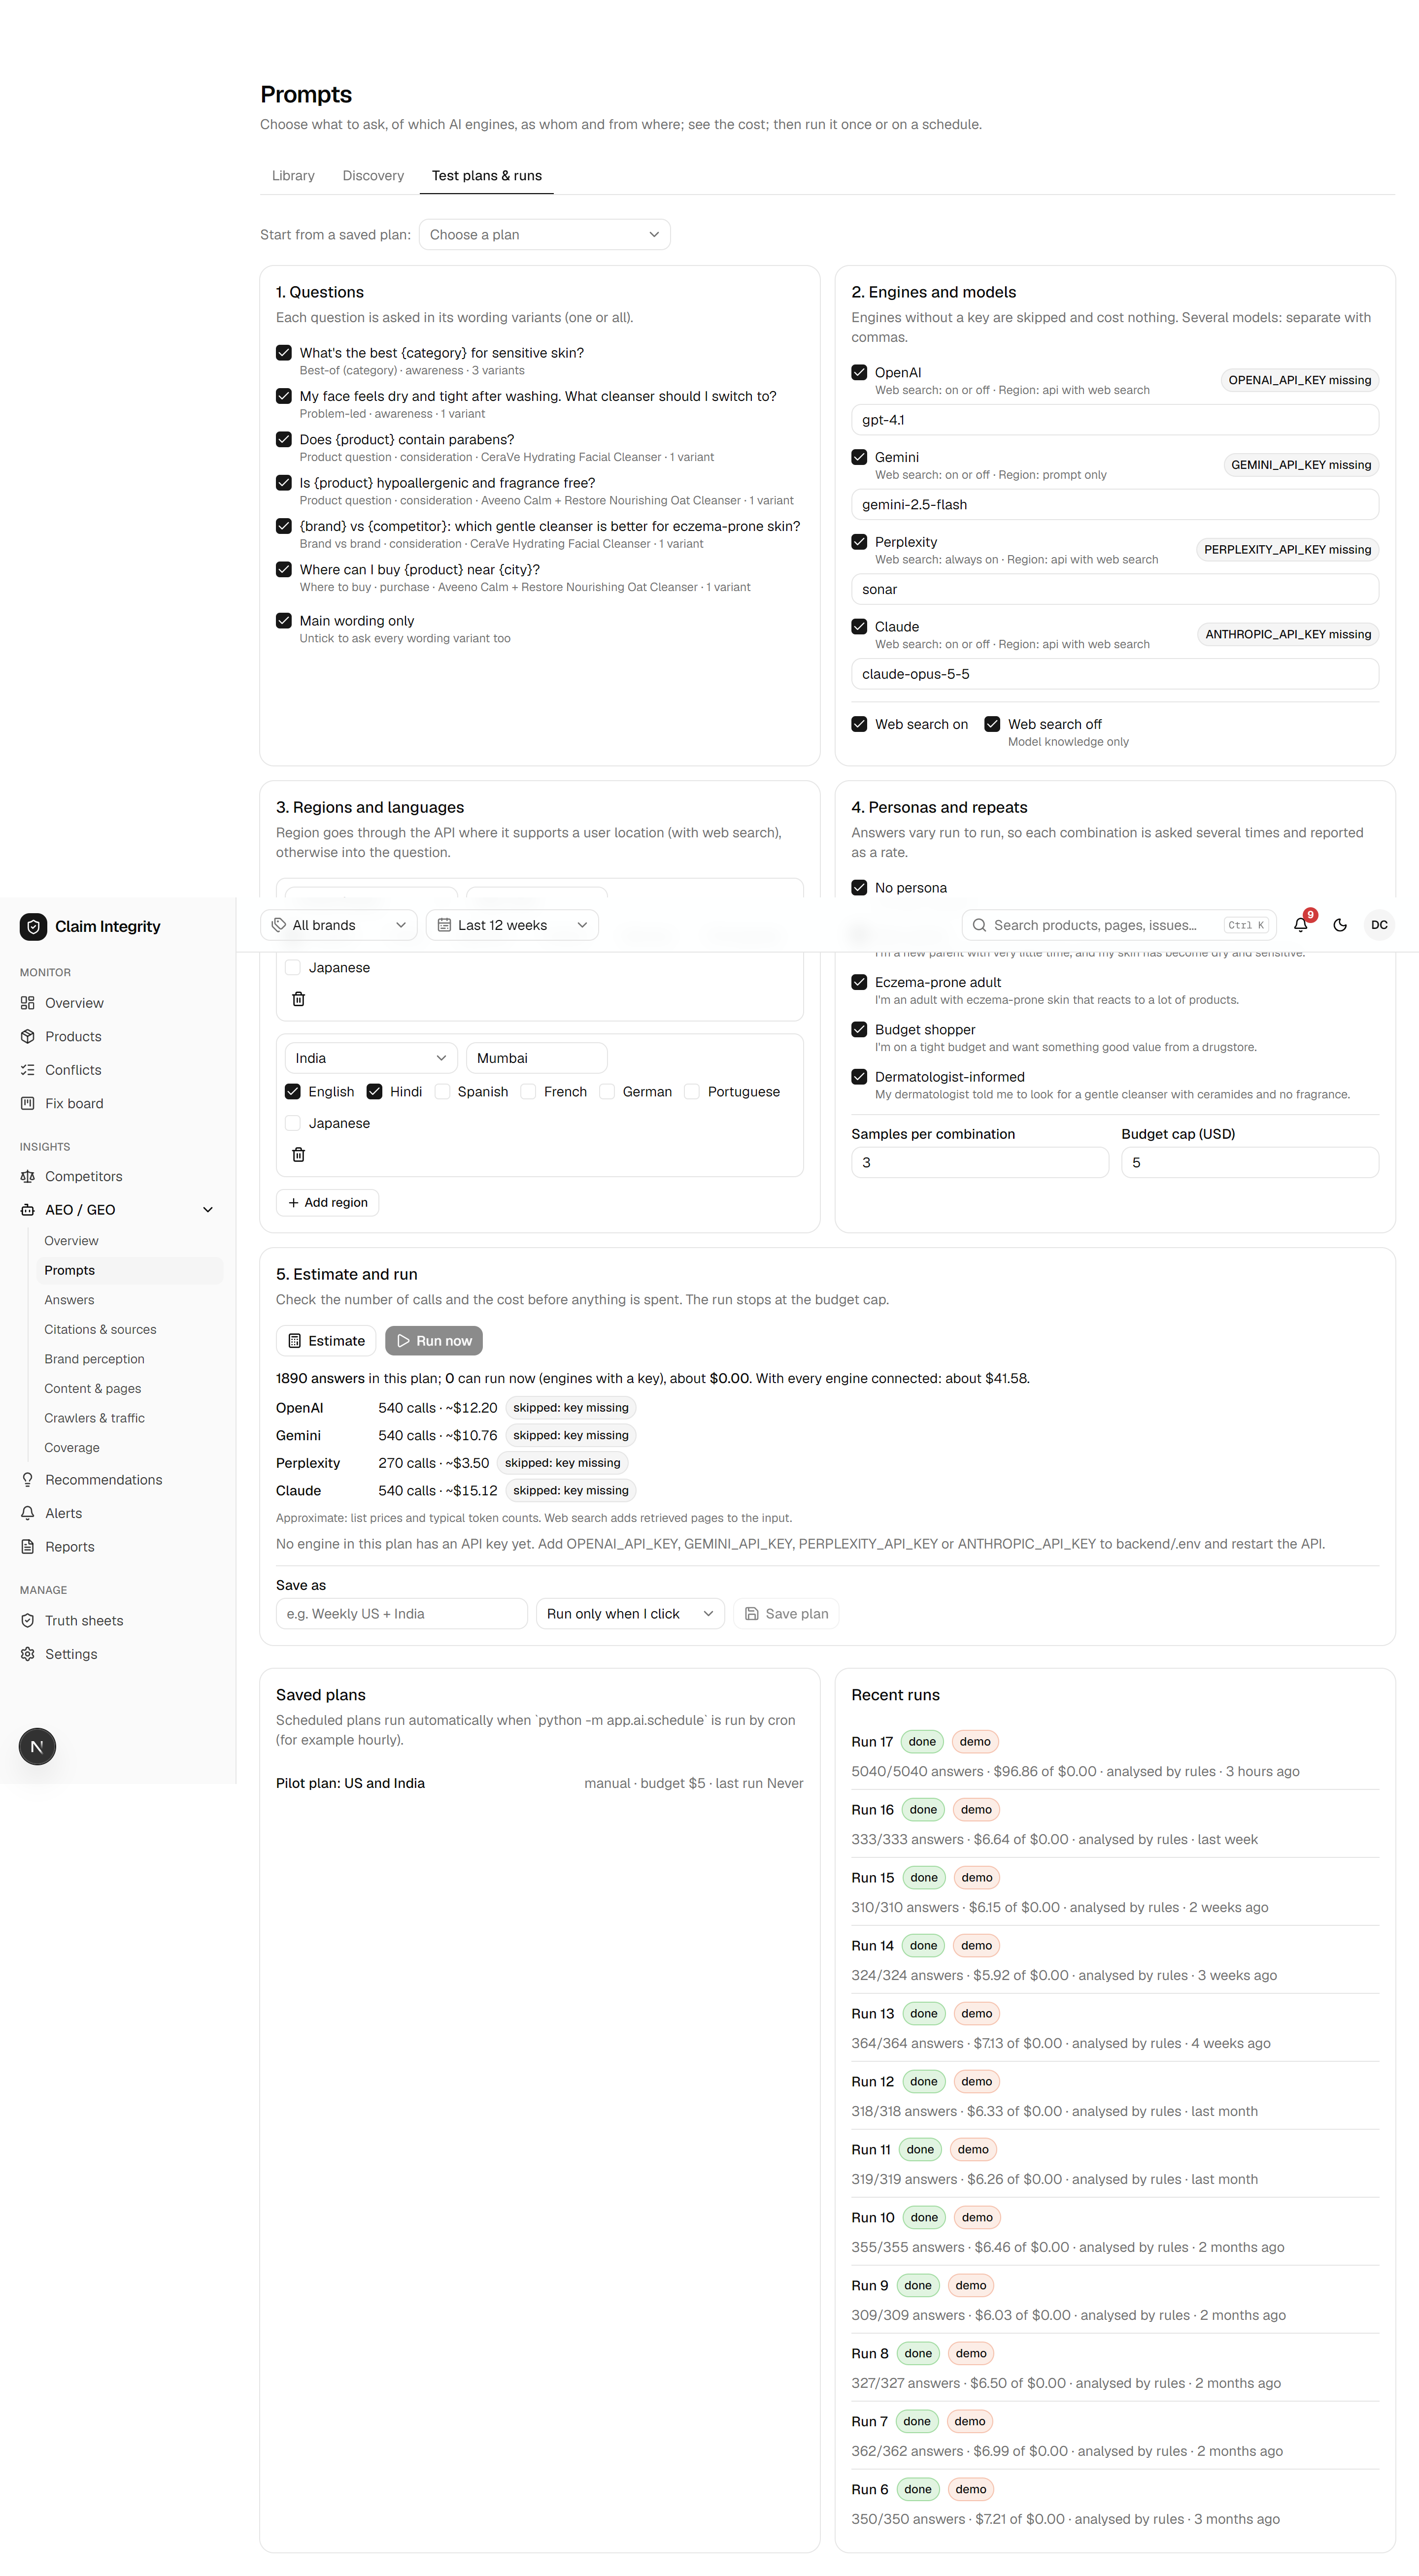 Prompts
Choose what to ask, of which AI engines, as whom and from where; see the cost; then run it once or on a schedule.
Library Discovery Test plans & runs
Start from a saved plan: Choose a plan
1. Questions
Each question is asked in its wording variants (one or all).
What's the best {category} for sensitive skin?
Best-of (category) · awareness · 3 variants
My face feels dry and tight after washing. What cleanser should I switch to?
Problem-led · awareness · 1 variant
Does {product} contain parabens?
Product question · consideration · CeraVe Hydrating Facial Cleanser · 1 variant
Is {product} hypoallergenic and fragrance free?
Product question · consideration · Aveeno Calm + Restore Nourishing Oat Cleanser · 1 variant
{brand} vs {competitor}: which gentle cleanser is better for eczema-prone skin?
Brand vs brand · consideration · CeraVe Hydrating Facial Cleanser · 1 variant
Where can I buy {product} near {city}?
Where to buy · purchase · Aveeno Calm + Restore Nourishing Oat Cleanser · 1 variant
Main wording only
Untick to ask every wording variant too
2. Engines and models
Engines without a key are skipped and cost nothing. Several models: separate with
commas.
OpenAI
Web search: on or off · Region: api with web search
OPENAI_API_KEY missing
gpt-4.1
Gemini
Web search: on or off · Region: prompt only
GEMINI_API_KEY missing
gemini-2.5-flash
Perplexity
Web search: always on · Region: api with web search
PERPLEXITY_API_KEY missing
sonar
Claude
Web search: on or off · Region: api with web search
ANTHROPIC_API_KEY missing
claude-opus-5-5
Web search on Web search off
Model knowledge only
3. Regions and languages
Region goes through the API where it supports a user location (with web search),
otherwise into the question.
4. Personas and repeats
Answers vary run to run, so each combination is asked several times and reported
as a rate.
No persona
Claim Integrity
All brands Last 12 weeks Search products, pages, issues... Ctrl K 9 DC
MONITOR
Overview
Products
Conflicts
Fix board
INSIGHTS
Competitors
AEO / GEO
Overview
Prompts
Answers
Citations & sources
Brand perception
Content & pages
Crawlers & traffic
Coverage
Recommendations
Alerts
Reports
MANAGE
Truth sheets
Settings
N
Japanese
India Mumbai
English Hindi Spanish French German Portuguese
Japanese
Add region
I'm a new parent with very little time, and my skin has become dry and sensitive.
Eczema-prone adult
I'm an adult with eczema-prone skin that reacts to a lot of products.
Budget shopper
I'm on a tight budget and want something good value from a drugstore.
Dermatologist-informed
My dermatologist told me to look for a gentle cleanser with ceramides and no fragrance.
Samples per combination Budget cap (USD)
3 5
5. Estimate and run
Check the number of calls and the cost before anything is spent. The run stops at the budget cap.
Estimate Run now
1890 answers in this plan; 0 can run now (engines with a key), about $0.00. With every engine connected: about $41.58.
OpenAI 540 calls · ~$12.20 skipped: key missing
Gemini 540 calls · ~$10.76 skipped: key missing
Perplexity 270 calls · ~$3.50 skipped: key missing
Claude 540 calls · ~$15.12 skipped: key missing
Approximate: list prices and typical token counts. Web search adds retrieved pages to the input.
No engine in this plan has an API key yet. Add OPENAI_API_KEY, GEMINI_API_KEY, PERPLEXITY_API_KEY or ANTHROPIC_API_KEY to backend/.env and restart the API.
Save as
e.g. Weekly US + India Run only when I click Save plan
Saved plans
Scheduled plans run automatically when `python -m app.ai.schedule` is run by cron
(for example hourly).
Pilot plan: US and India manual · budget $5 · last run Never
Recent runs
Run 17 done demo
5040/5040 answers · $96.86 of $0.00 · analysed by rules · 3 hours ago
Run 16 done demo
333/333 answers · $6.64 of $0.00 · analysed by rules · last week
Run 15 done demo
310/310 answers · $6.15 of $0.00 · analysed by rules · 2 weeks ago
Run 14 done demo
324/324 answers · $5.92 of $0.00 · analysed by rules · 3 weeks ago
Run 13 done demo
364/364 answers · $7.13 of $0.00 · analysed by rules · 4 weeks ago
Run 12 done demo
318/318 answers · $6.33 of $0.00 · analysed by rules · last month
Run 11 done demo
319/319 answers · $6.26 of $0.00 · analysed by rules · last month
Run 10 done demo
355/355 answers · $6.46 of $0.00 · analysed by rules · 2 months ago
Run 9 done demo
309/309 answers · $6.03 of $0.00 · analysed by rules · 2 months ago
Run 8 done demo
327/327 answers · $6.50 of $0.00 · analysed by rules · 2 months ago
Run 7 done demo
362/362 answers · $6.99 of $0.00 · analysed by rules · 2 months ago
Run 6 done demo
350/350 answers · $7.21 of $0.00 · analysed by rules · 3 months ago